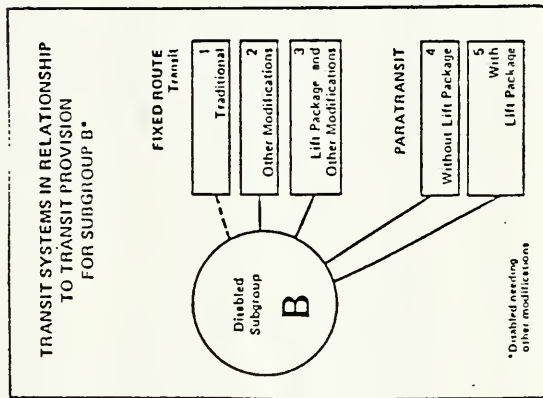 TRANSIT SYSTEMS IN RELATIONSHIP
TO TRANSIT PROVISION
FOR SUBGROUP B*
FIXED ROUTE
Transit
1
Traditional
2
Other Modifications
3
Lift Package and
Other Modifications
Disabled
Subgroup
B
PARATRANSIT
4
Without Lift Package
5
With
Lift Package
*Disabled needing
other modifications